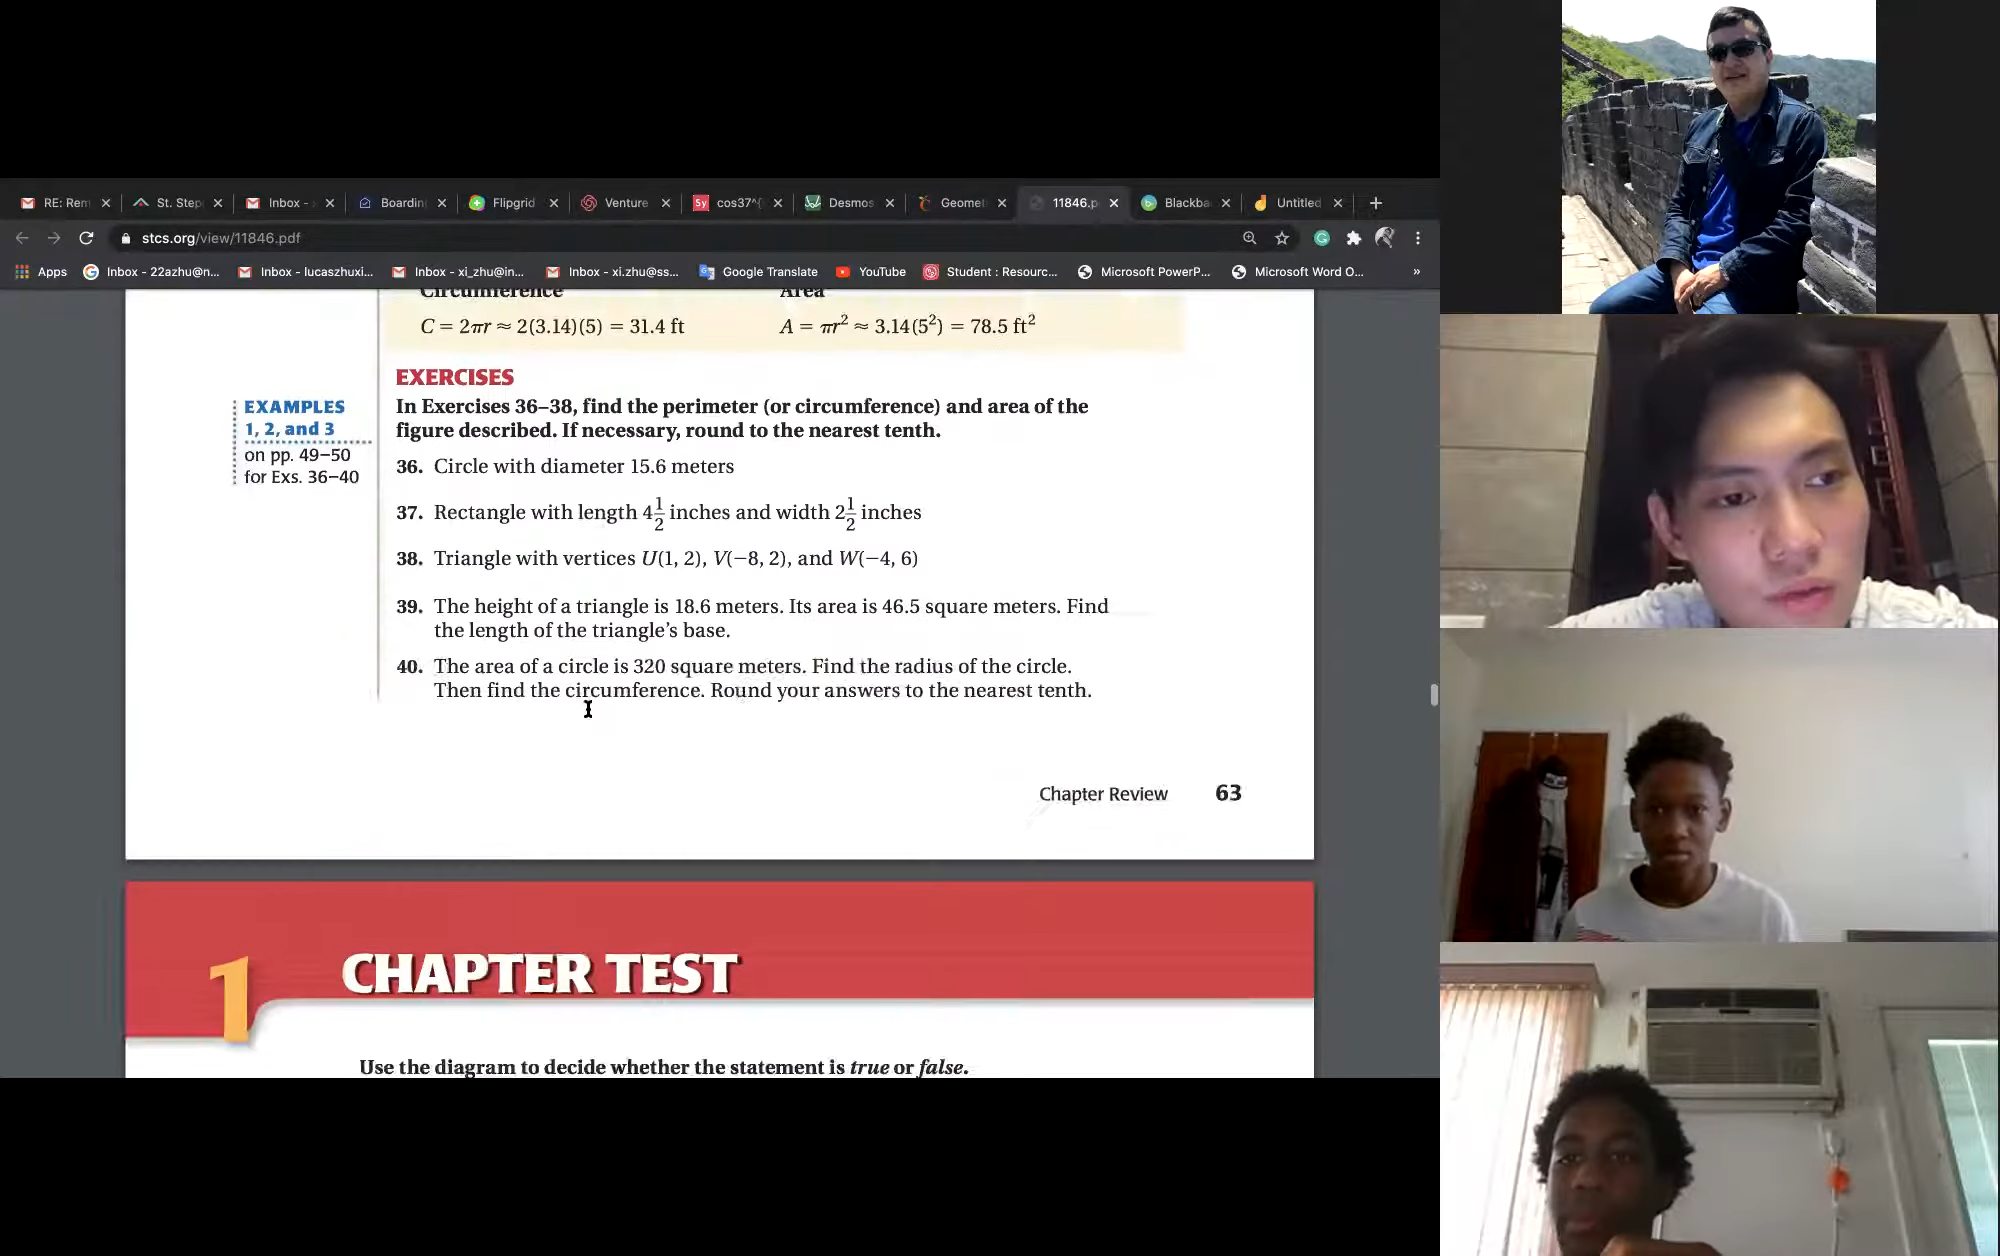 RE: Rem
St. Step
Inbox -
Boardin
Flipgrid
Venture
Sy
cos37^{
Desmos
Geomet
11846.p
Blackba
Untitled
stcs.org/view/11846.pdf
Apps
Inbox - 22azhu@n...
Inbox - lucaszhuxi...
Inbox - xi_zhu@in...
Inbox - xi.zhu@ss...
Google Translate
YouTube
Student : Resourc...
Microsoft PowerP...
Microsoft Word O...
»
Circumference Area
C = 2πr ≈ 2(3.14)(5) = 31.4 ft A = πr² ≈ 3.14(5²) = 78.5 ft²
EXERCISES
EXAMPLES
1, 2, and 3
on pp. 49–50
for Exs. 36–40
In Exercises 36–38, find the perimeter (or circumference) and area of the
figure described. If necessary, round to the nearest tenth.
36. Circle with diameter 15.6 meters
37. Rectangle with length 4 1/2 inches and width 2 1/2 inches
38. Triangle with vertices U(1, 2), V(−8, 2), and W(−4, 6)
39. The height of a triangle is 18.6 meters. Its area is 46.5 square meters. Find
the length of the triangle's base.
40. The area of a circle is 320 square meters. Find the radius of the circle.
Then find the circumference. Round your answers to the nearest tenth.
Chapter Review 63
1 CHAPTER TEST
Use the diagram to decide whether the statement is true or false.